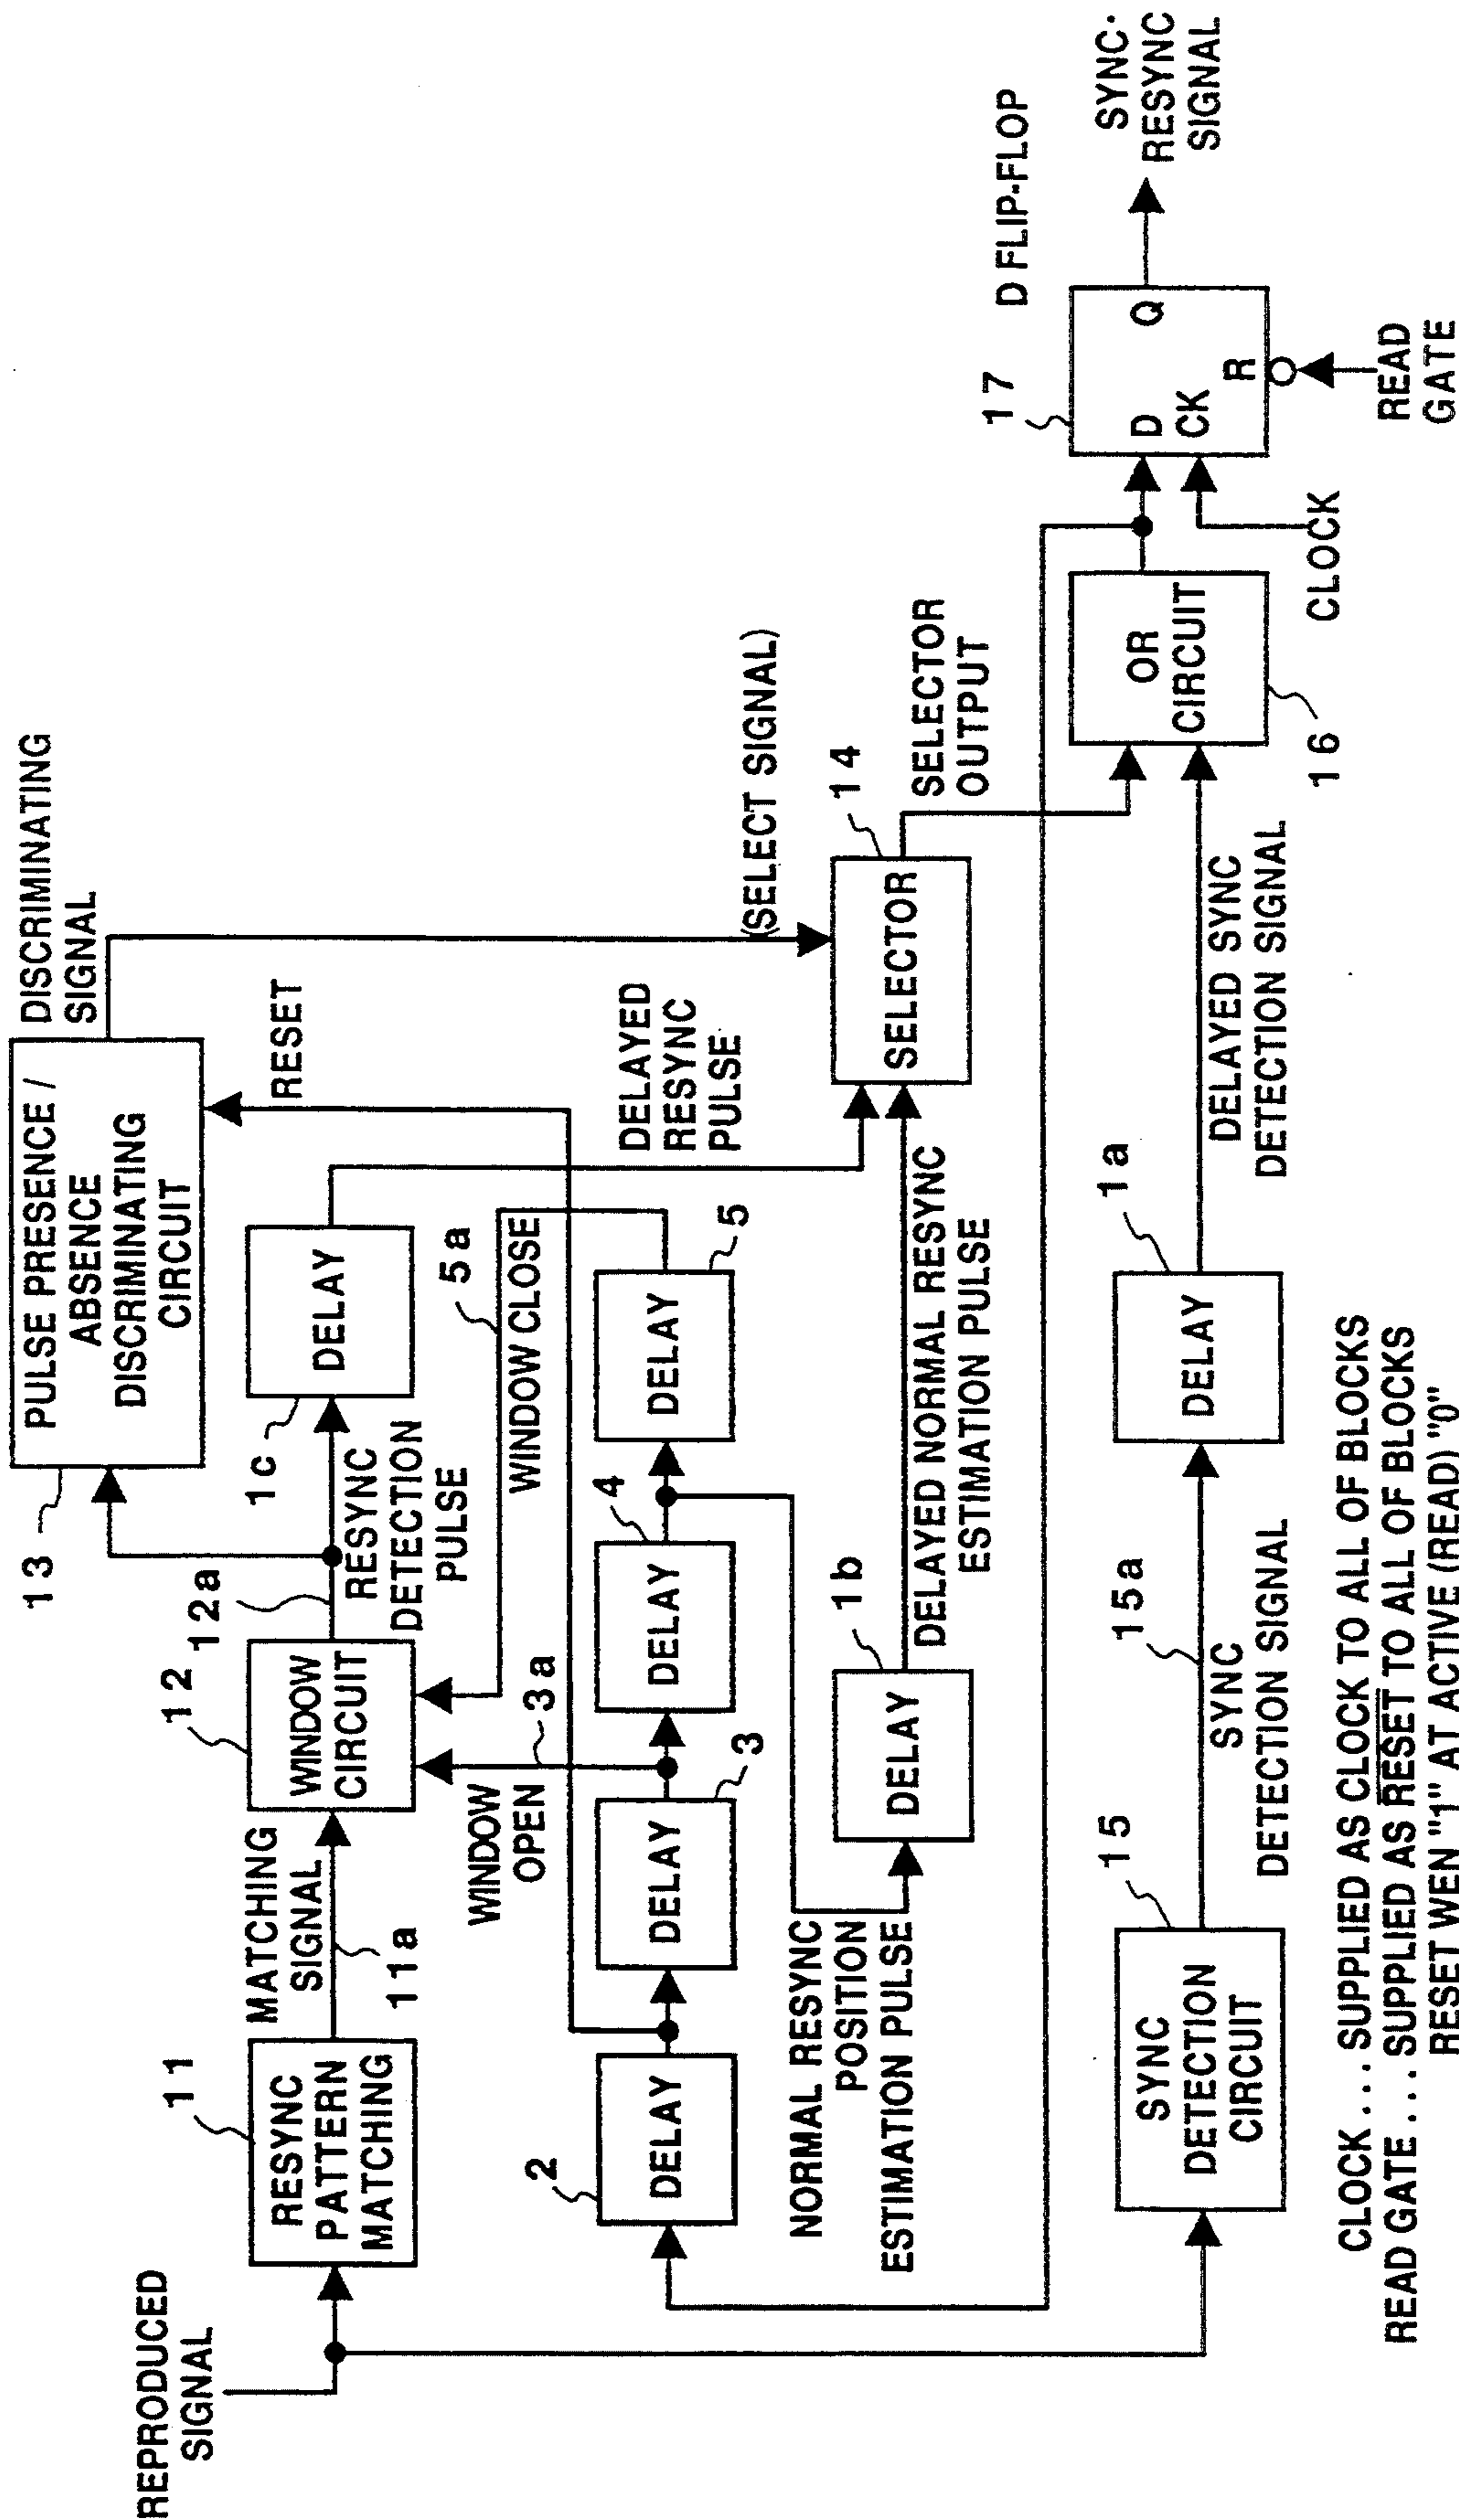 REPRODUCED
SIGNAL
11
RESYNC
PATTERN
MATCHING
MATCHING
SIGNAL
11a
12
WINDOW
CIRCUIT
12a
RESYNC
DETECTION
PULSE
13
PULSE PRESENCE /
ABSENCE
DISCRIMINATING
CIRCUIT
DISCRIMINATING
SIGNAL
RESET
1c
DELAY
5a
WINDOW CLOSE
WINDOW
OPEN
3a
2
DELAY
DELAY
3
4
DELAY
DELAY
5
DELAYED
RESYNC
PULSE
(SELECT SIGNAL)
14
SELECTOR
SELECTOR
OUTPUT
NORMAL RESYNC
POSITION
ESTIMATION PULSE
1b
DELAY
DELAYED NORMAL RESYNC
ESTIMATION PULSE
15
SYNC
DETECTION
CIRCUIT
15a
SYNC
DETECTION SIGNAL
1a
DELAY
DELAYED SYNC
DETECTION SIGNAL
OR
CIRCUIT
16
17
D FLIP-FLOP
D
Q
CK
R
CLOCK
READ
GATE
SYNC·
RESYNC
SIGNAL
CLOCK ... SUPPLIED AS CLOCK TO ALL OF BLOCKS
READ GATE .... SUPPLIED AS RESET TO ALL OF BLOCKS
RESET WEN "1" AT ACTIVE (READ) "0"